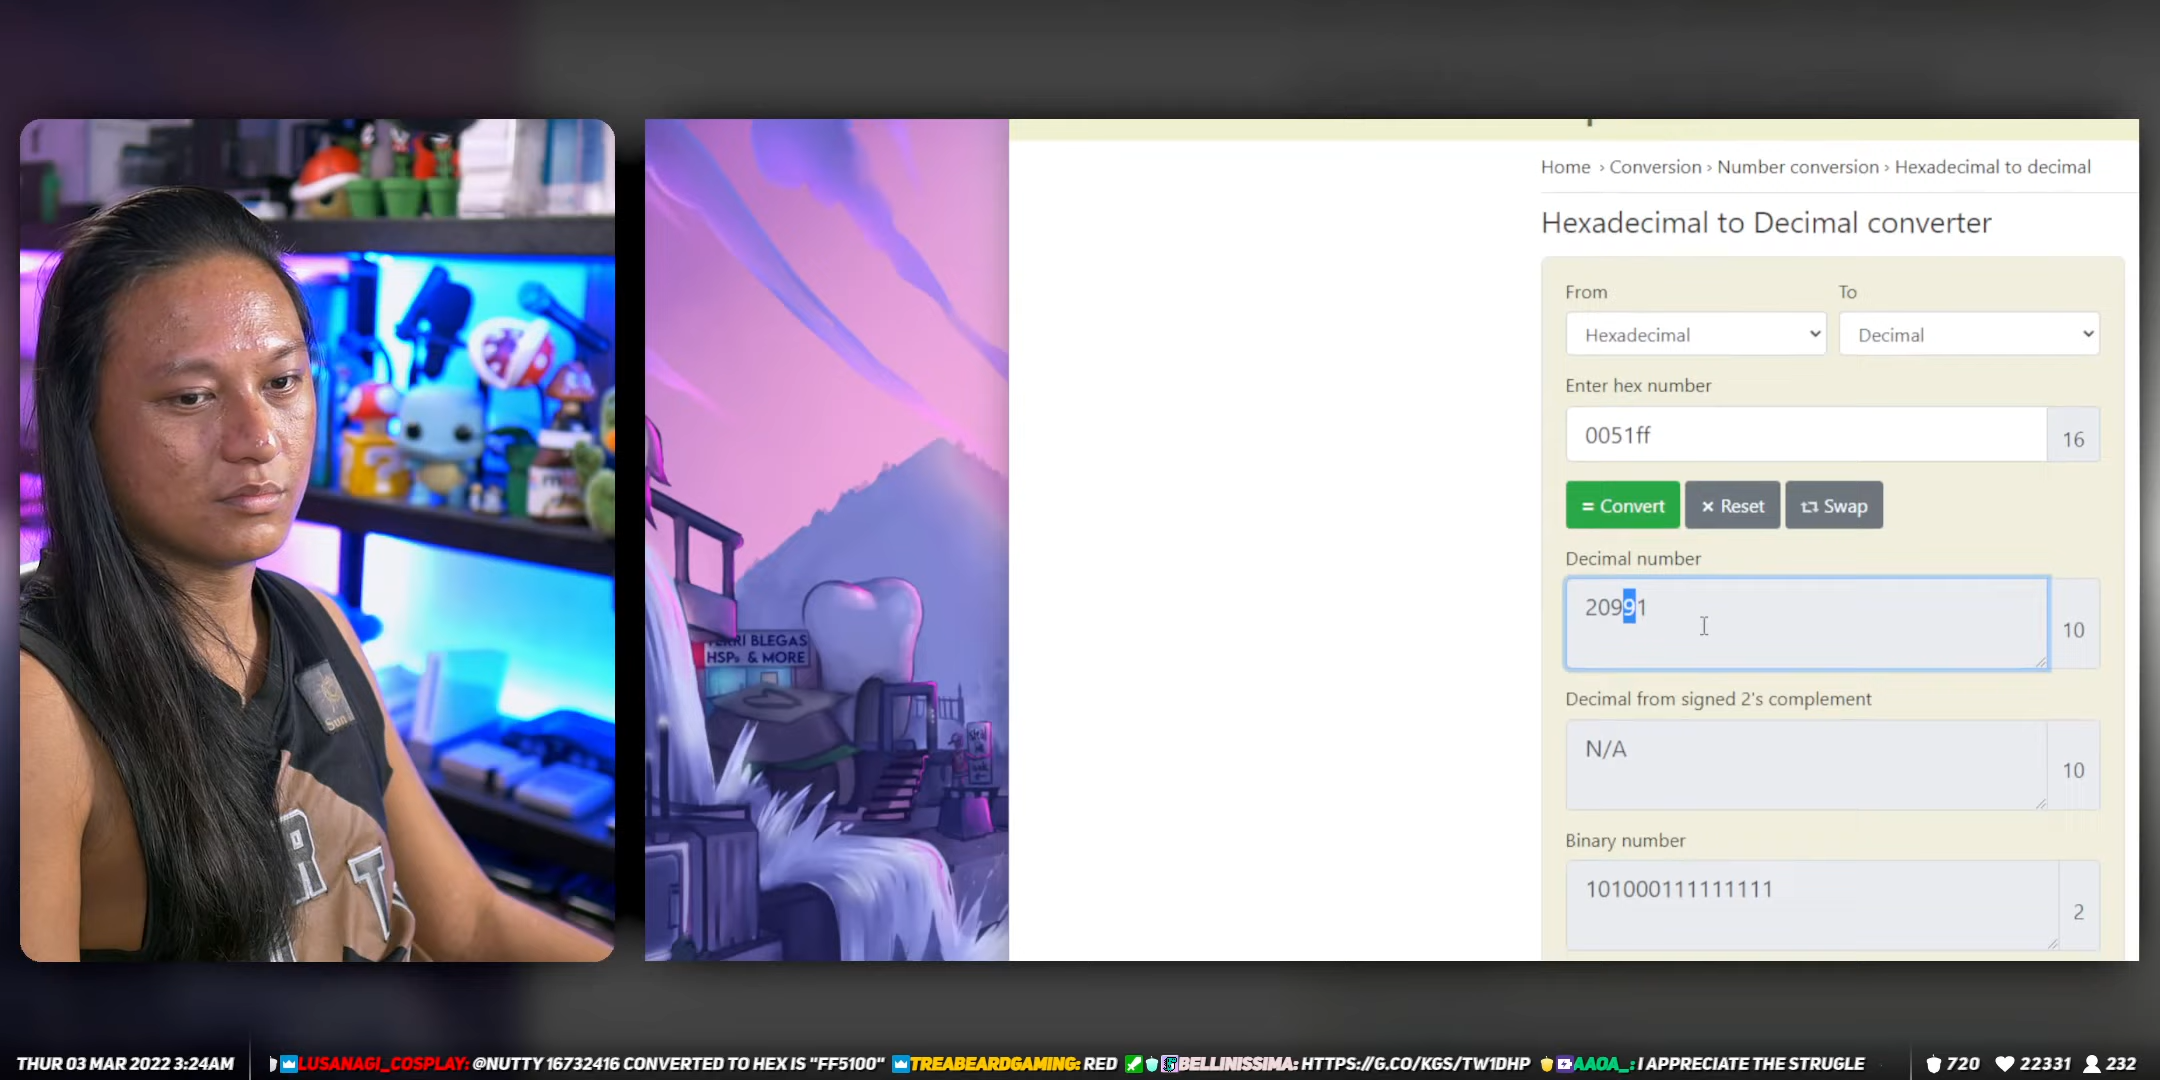 Home › Conversion › Number conversion › Hexadecimal to decimal
Hexadecimal to Decimal converter
From
To
Hexadecimal
Decimal
Enter hex number
0051ff
16
= Convert
× Reset
Swap
Decimal number
20991
10
Decimal from signed 2's complement
N/A
10
Binary number
101000111111111
2
BLEGAS
HSPs & MORE
Sun
R
T
THUR 03 MAR 2022 3:24AM
LUSANAGI_COSPLAY: @NUTTY 16732416 CONVERTED TO HEX IS "FF5100" TREABEARDGAMING: RED BELLINISSIMA: HTTPS://G.CO/KGS/TW1DHP AAOA_: I APPRECIATE THE STRUGLE
720 22331 232